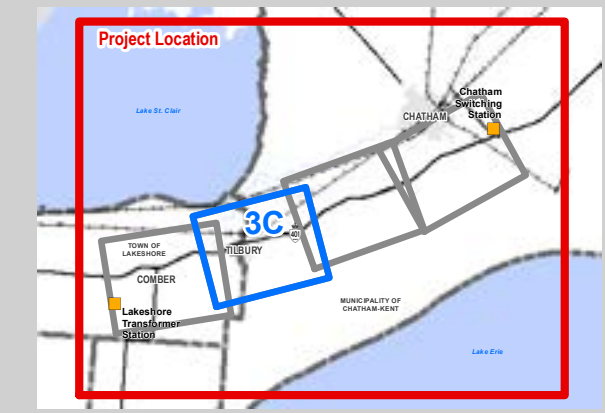 Project Location
Lake St. Clair
Chatham
Switching
Station
CHATHAM
3C
401
TOWN OF
LAKESHORE
TILBURY
COMBER
MUNICIPALITY OF
CHATHAM-KENT
Lakeshore
Transformer
Station
Lake Erie